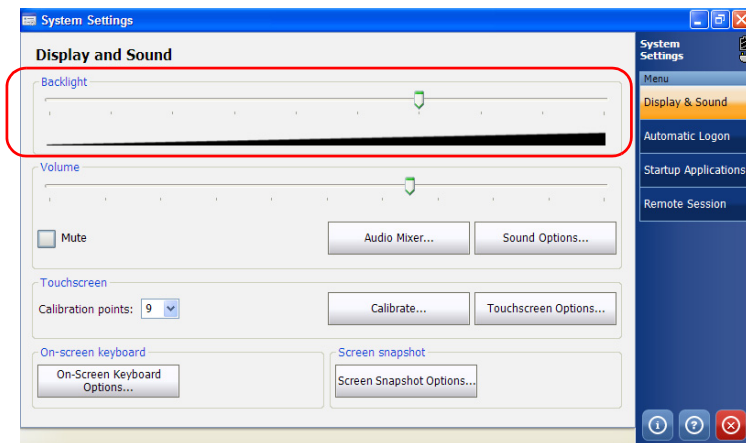 System Settings
Display and Sound
Backlight
Volume
Mute
Audio Mixer...
Sound Options...
Touchscreen
Calibration points: 9
Calibrate...
Touchscreen Options...
On-screen keyboard
On-Screen Keyboard
Options...
Screen snapshot
Screen Snapshot Options...
System
Settings
Menu
Display & Sound
Automatic Logon
Startup Applications
Remote Session